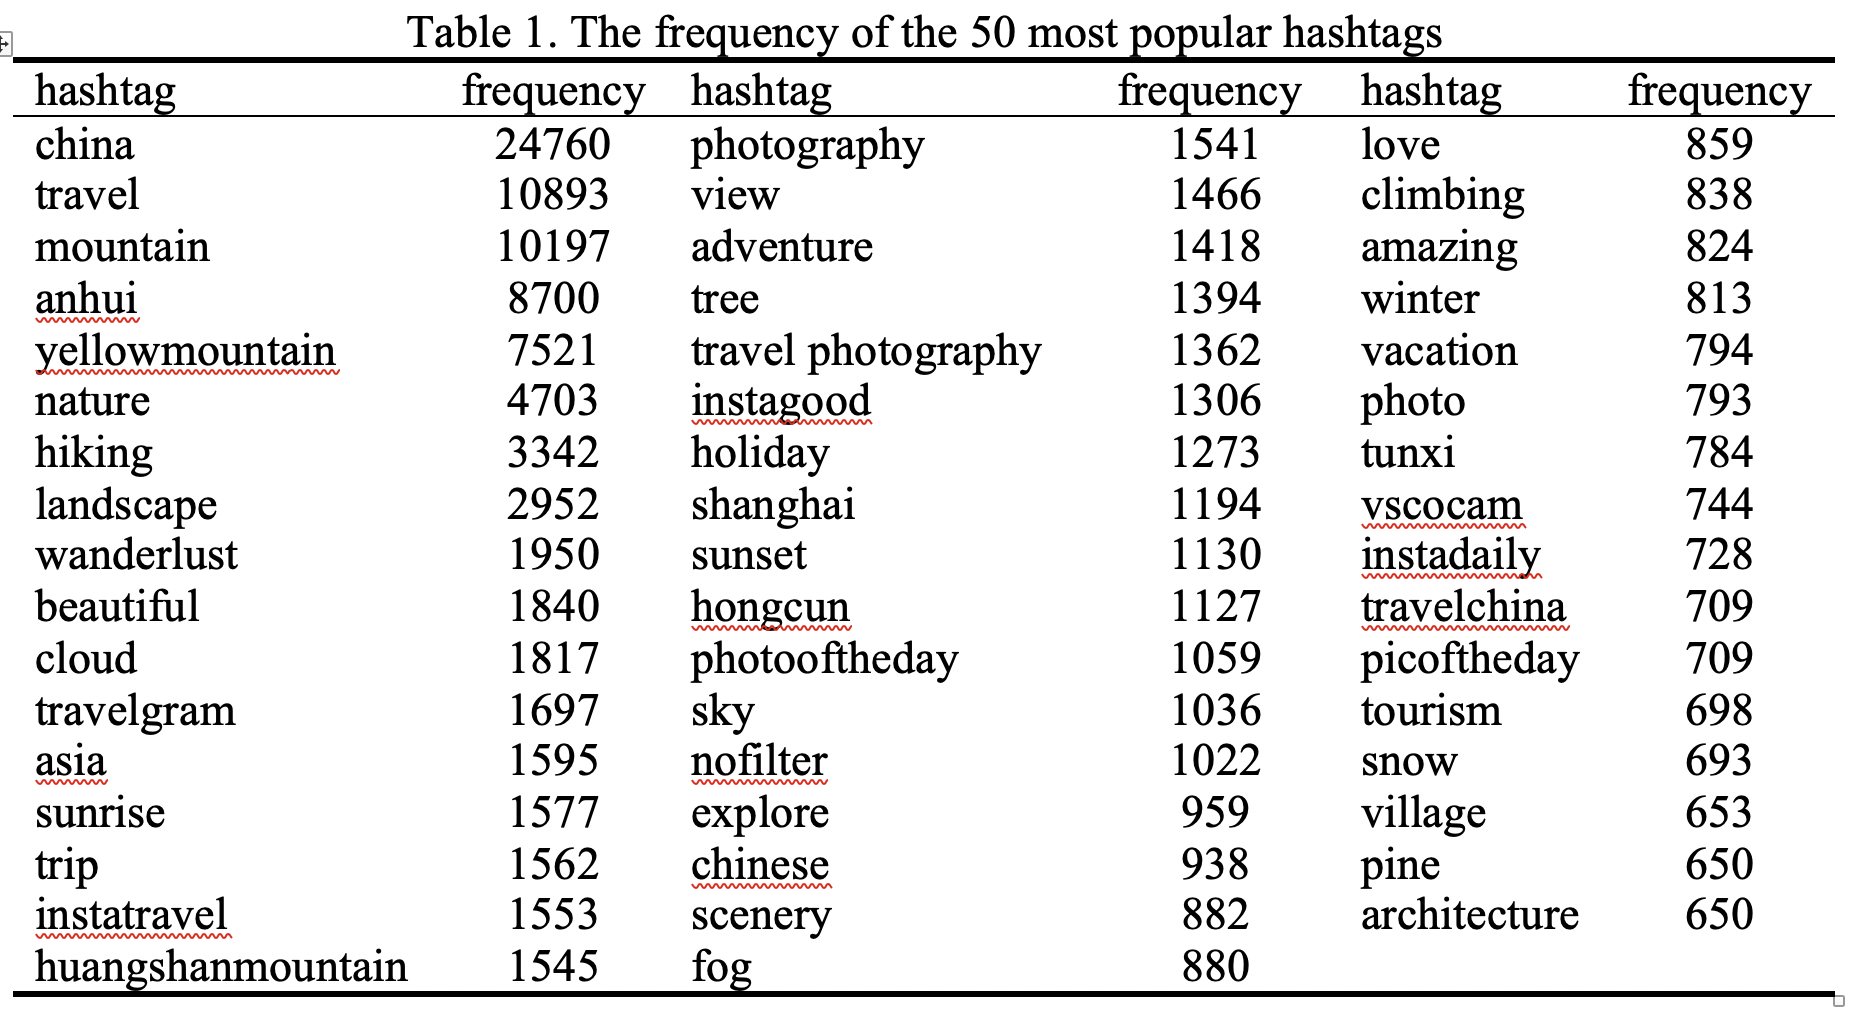 Table 1. The frequency of the 50 most popular hashtags
hashtag frequency hashtag frequency hashtag frequency
china 24760 photography 1541 love 859
travel 10893 view 1466 climbing 838
mountain 10197 adventure 1418 amazing 824
anhui 8700 tree 1394 winter 813
yellowmountain 7521 travel photography 1362 vacation 794
nature 4703 instagood 1306 photo 793
hiking 3342 holiday 1273 tunxi 784
landscape 2952 shanghai 1194 vscocam 744
wanderlust 1950 sunset 1130 instadaily 728
beautiful 1840 hongcun 1127 travelchina 709
cloud 1817 photooftheday 1059 picoftheday 709
travelgram 1697 sky 1036 tourism 698
asia 1595 nofilter 1022 snow 693
sunrise 1577 explore 959 village 653
trip 1562 chinese 938 pine 650
instatravel 1553 scenery 882 architecture 650
huangshanmountain 1545 fog 880